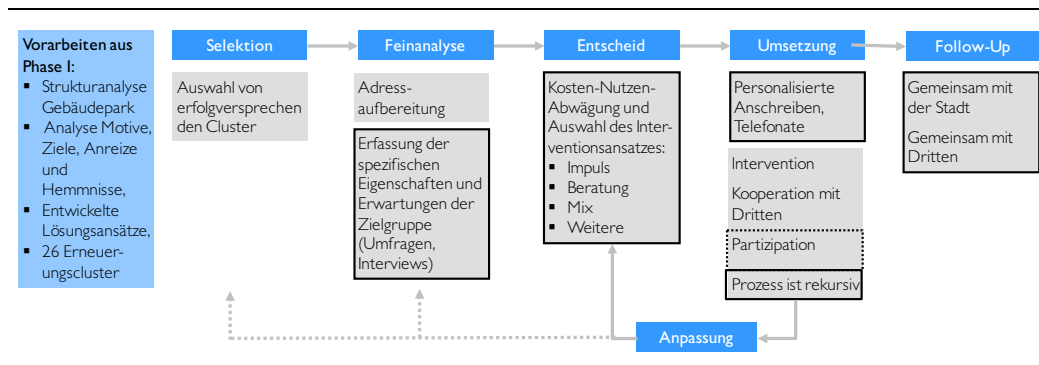 Vorarbeiten aus
Phase I:
▪ Strukturanalyse
Gebäudepark
▪ Analyse Motive,
Ziele, Anreize
und
Hemmnisse,
▪ Entwickelte
Lösungsansätze,
▪ 26 Erneuer-
ungscluster
Selektion
Auswahl von
erfolgversprechen
den Cluster
Feinanalyse
Adress-
aufbereitung
Erfassung der
spezifischen
Eigenschaften und
Erwartungen der
Zielgruppe
(Umfragen,
Interviews)
Entscheid
Kosten-Nutzen-
Abwägung und
Auswahl des Inter-
ventionsansatzes:
▪ Impuls
▪ Beratung
▪ Mix
▪ Weitere
Umsetzung
Personalisierte
Anschreiben,
Telefonate
Intervention
Kooperation mit
Dritten
Partizipation
Prozess ist rekursiv
Follow-Up
Gemeinsam mit
der Stadt
Gemeinsam mit
Dritten
Anpassung